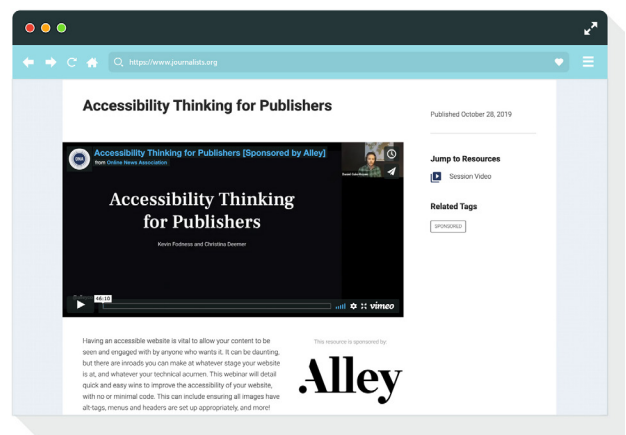 https://www.journalists.org
Accessibility Thinking for Publishers
Published October 28, 2019
Accessibility Thinking for Publishers [Sponsored by Alley]
from Online News Association
ONA
Accessibility Thinking
for Publishers
Kevin Fodness and Christina Deemer
46:10
vimeo
Jump to Resources
Session Video
Related Tags
SPONSORED
Having an accessible website is vital to allow your content to be
seen and engaged with by anyone who wants it. It can be daunting,
but there are inroads you can make at whatever stage your website
is at, and whatever your technical acumen. This webinar will detail
quick and easy wins to improve the accessibility of your website,
with no or minimal code. This can include ensuring all images have
alt-tags, menus and headers are set up appropriately, and more!
This resource is sponsored by
Alley